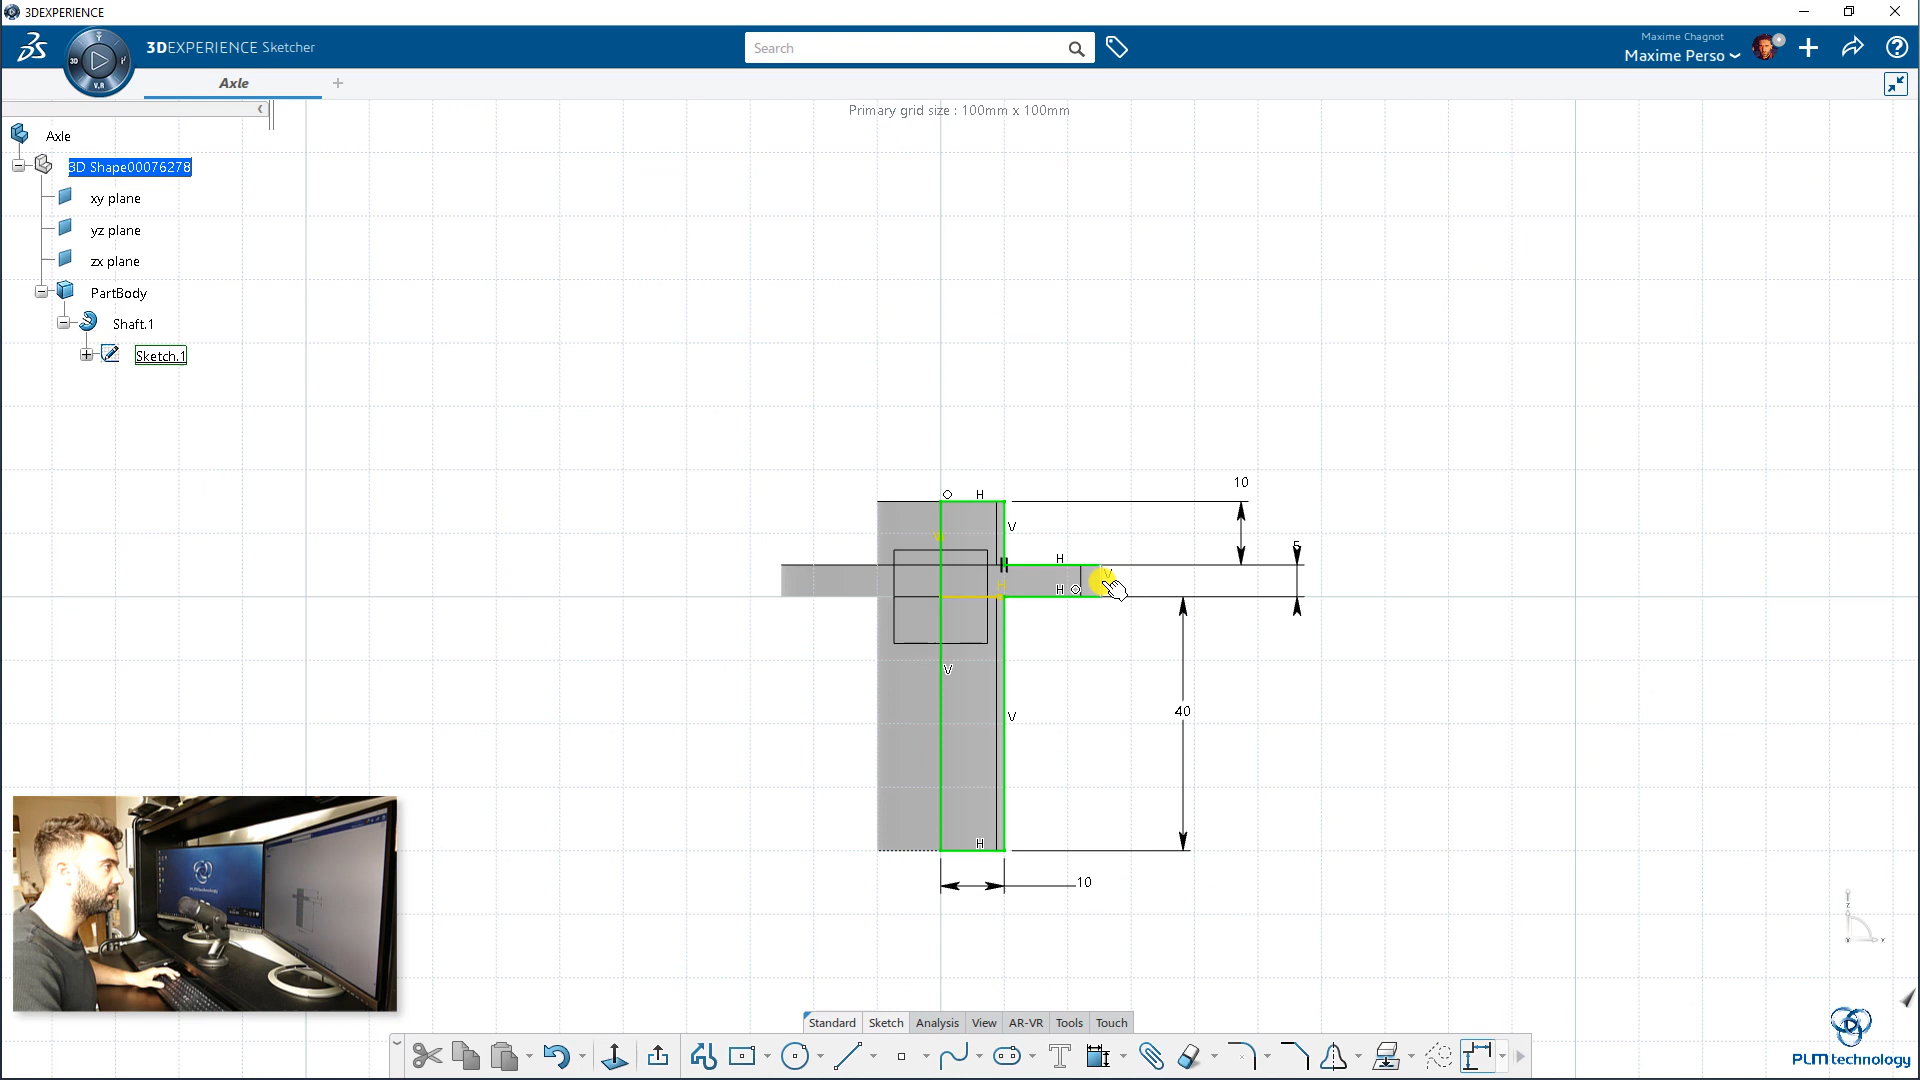 3DEXPERIENCE
3DEXPERIENCE Sketcher
Search
Maxime Chagnot
Maxime Perso
Axle
Primary grid size : 100mm x 100mm
Axle
3D Shape00076278
xy plane
yz plane
zx plane
PartBody
Shaft.1
Sketch.1
10
O H
V
5
H
V
H
H O
V
V
40
H
10
PLM technology
Standard Sketch Analysis View AR-VR Tools Touch
PLM technology